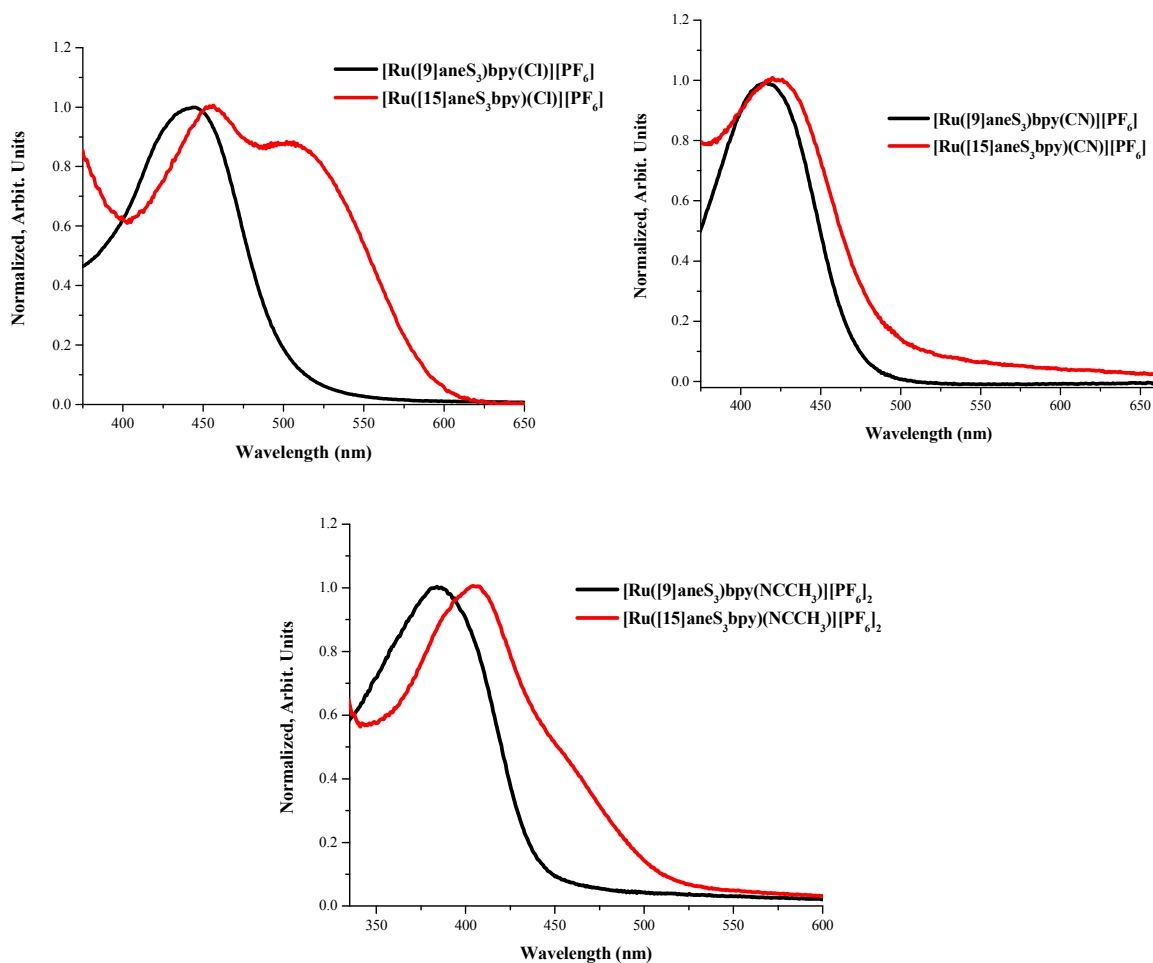 1.2
1.0
0.8
0.6
0.4
0.2
0.0
Normalized, Arbit. Units
[Ru([9]aneS₃)bpy(Cl)][PF₆]
[Ru([15]aneS₃bpy)(Cl)][PF₆]
400 450 500 550 600 650
Wavelength (nm)
1.2
1.0
0.8
0.6
0.4
0.2
0.0
Normalized, Arbit. Units
[Ru([9]aneS₃)bpy(CN)][PF₆]
[Ru([15]aneS₃bpy)(CN)][PF₆]
400 450 500 550 600 650
Wavelength (nm)
1.2
1.0
0.8
0.6
0.4
0.2
0.0
Normalized, Arbit. Units
[Ru([9]aneS₃)bpy(NCCH₃)][PF₆]₂
[Ru([15]aneS₃bpy)(NCCH₃)][PF₆]₂
350 400 450 500 550 600
Wavelength (nm)